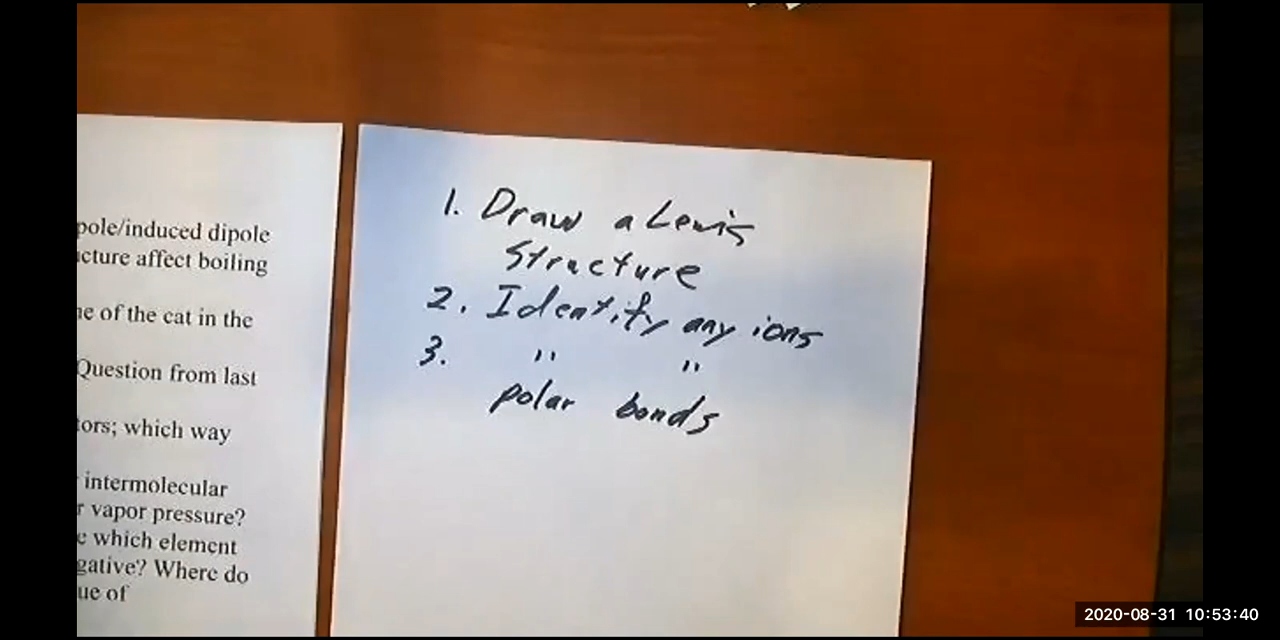 pole/induced dipole
cture affect boiling
e of the cat in the
Question from last
ors; which way
intermolecular
r vapor pressure?
e which element
gative? Where do
ue of
1. Draw a Lewis
Structure
2. Identify any ions
3. " "
polar bonds
2020-08-31 10:53:40